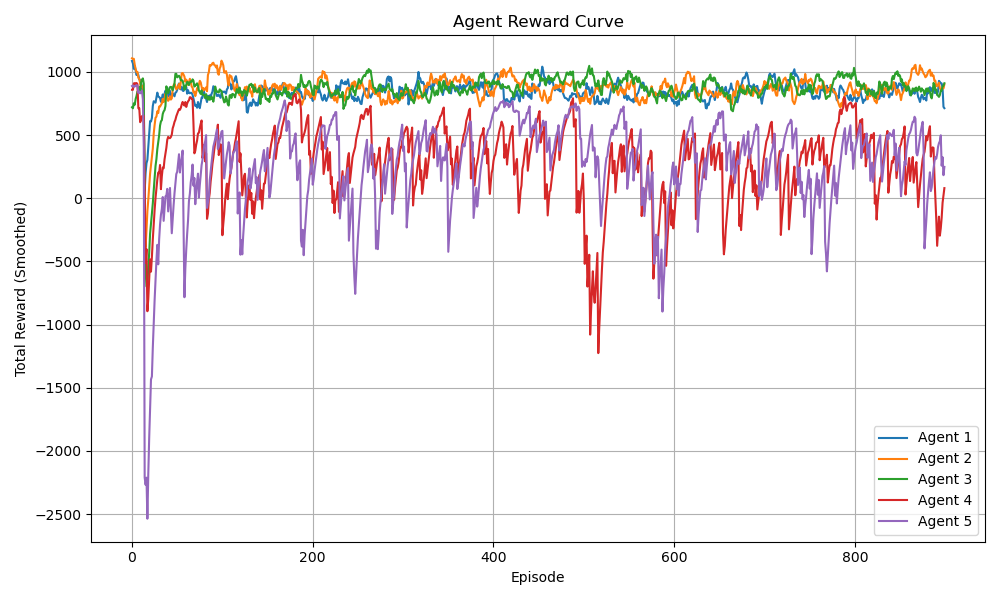 Agent Reward Curve
Total Reward (Smoothed)
1000
500
0
−500
−1000
−1500
−2000
−2500
0 200 400 600 800
Episode
Agent 1
Agent 2
Agent 3
Agent 4
Agent 5